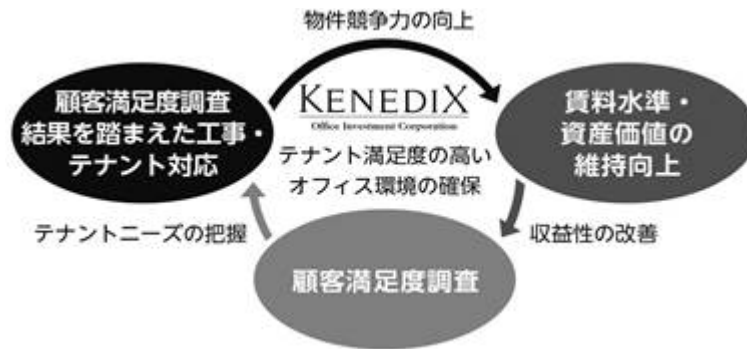 物件競争力の向上
顧客満足度調査
結果を踏まえた工事・
テナント対応
KENEDIX
Office Investment Corporation
テナント満足度の高い
オフィス環境の確保
賃料水準・
資産価値の
維持向上
テナントニーズの把握
収益性の改善
顧客満足度調査